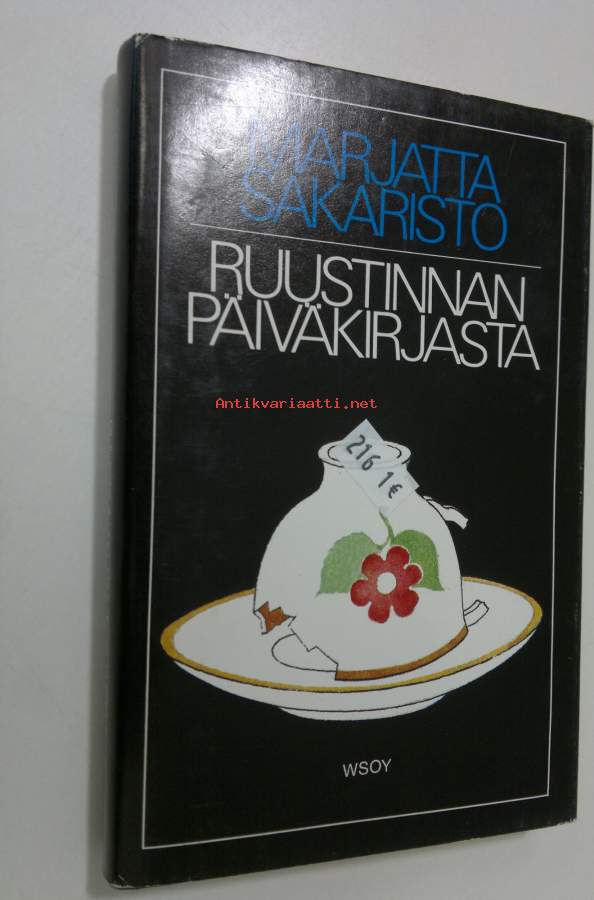 MARJATTA
SAKARISTO
RUUSTINNAN
PÄIVÄKIRJASTA
Antikvariaatti.net
216 1€
WSOY